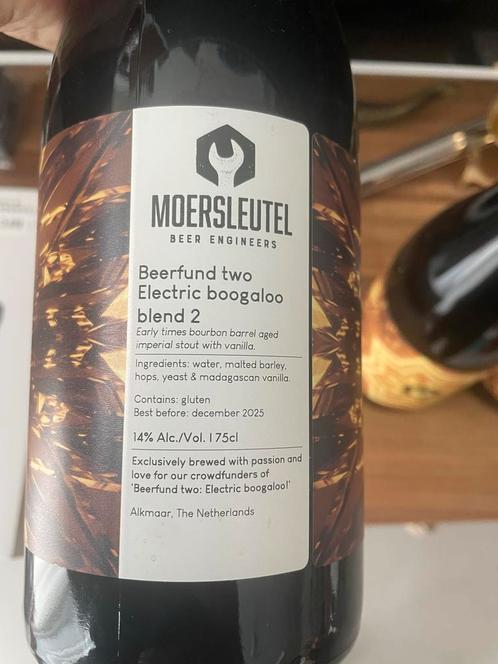 MOERSLEUTEL
BEER ENGINEERS
Beerfund two
Electric boogaloo
blend 2
Early times bourbon barrel aged
imperial stout with vanilla.
Ingredients: water, malted barley,
hops, yeast & madagascan vanilla.
Contains: gluten
Best before: december 2025
14% Alc./Vol. | 75cl
Exclusively brewed with passion and
love for our crowdfunders of
'Beerfund two: Electric boogaloo!'
Alkmaar, The Netherlands